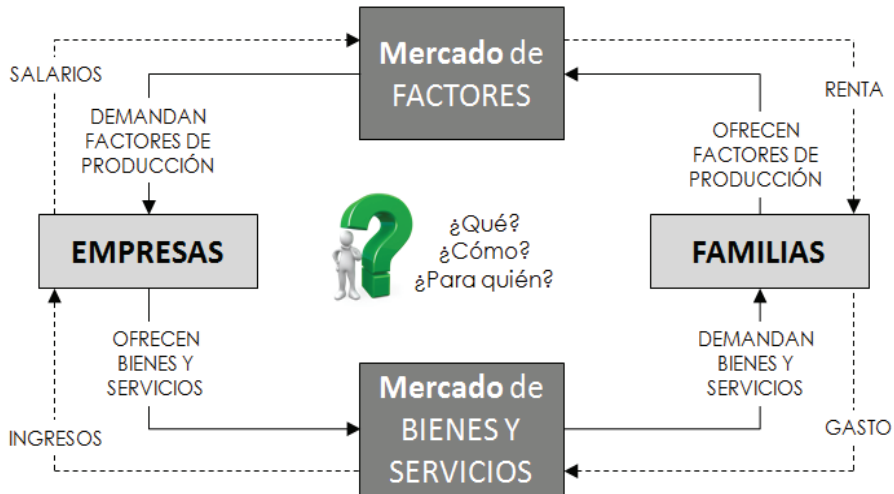 Mercado de
FACTORES
SALARIOS
RENTA
DEMANDAN
FACTORES DE
PRODUCCIÓN
OFRECEN
FACTORES DE
PRODUCCIÓN
EMPRESAS
¿Qué?
¿Cómo?
¿Para quién?
FAMILIAS
OFRECEN
BIENES Y
SERVICIOS
DEMANDAN
BIENES Y
SERVICIOS
Mercado de
BIENES Y
SERVICIOS
INGRESOS
GASTO